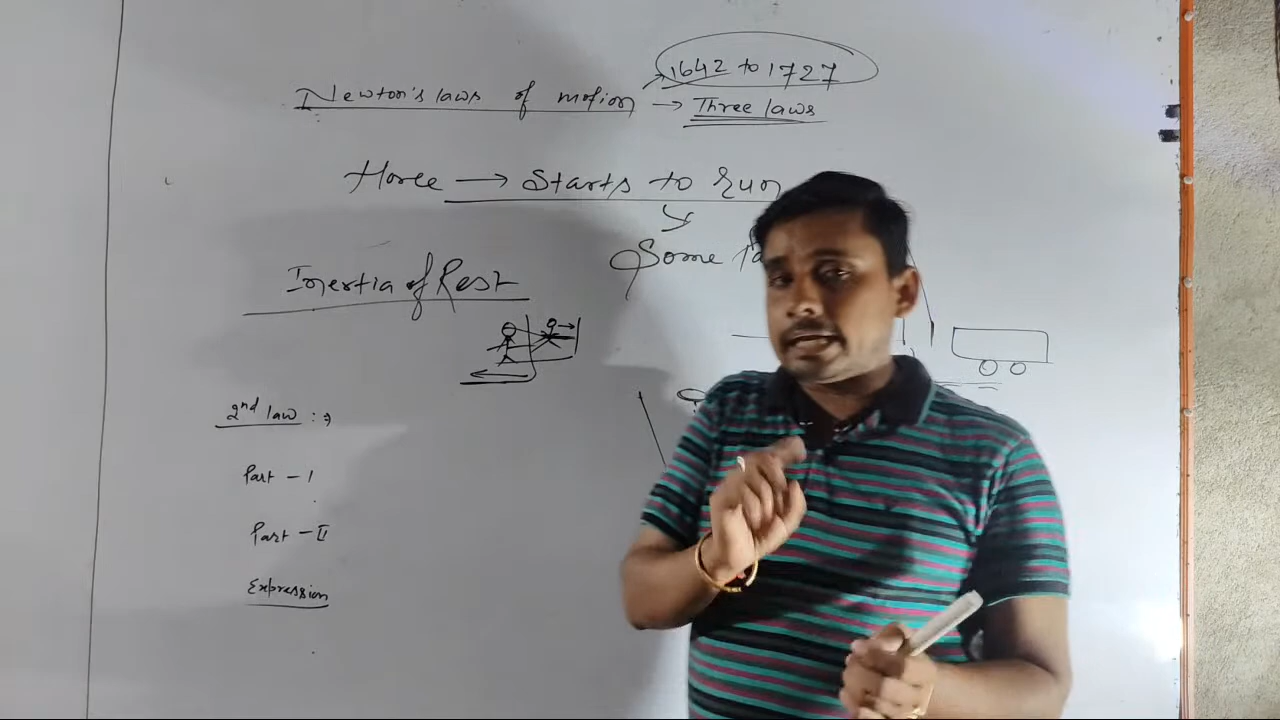 1642 to 1727
Newton's laws of motion → Three laws
Horce → Starts to run
Some
Inertia of Rest
2nd law :→
Part - I
Part - II
Expression